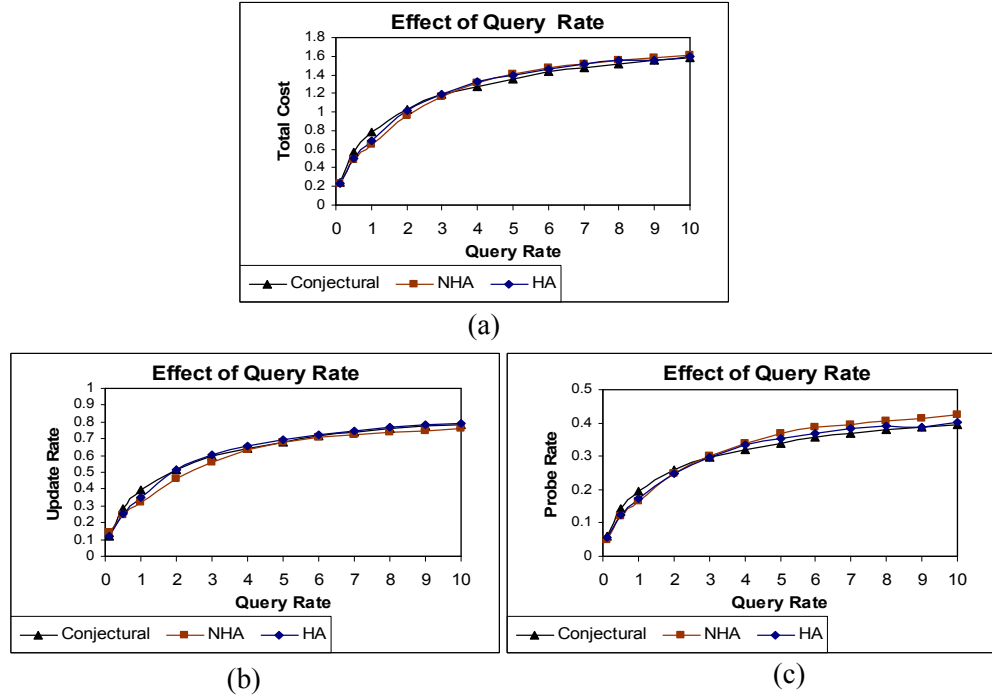 Effect of Query Rate
Total Cost
1.8
1.6
1.4
1.2
1
0.8
0.6
0.4
0.2
0
0 1 2 3 4 5 6 7 8 9 10
Query Rate
Conjectural NHA HA
(a)
Effect of Query Rate
Update Rate
1
0.9
0.8
0.7
0.6
0.5
0.4
0.3
0.2
0.1
0
0 1 2 3 4 5 6 7 8 9 10
Query Rate
Conjectural NHA HA
(b)
Effect of Query Rate
Probe Rate
0.5
0.4
0.3
0.2
0.1
0
0 1 2 3 4 5 6 7 8 9 10
Query Rate
Conjectural NHA HA
(c)